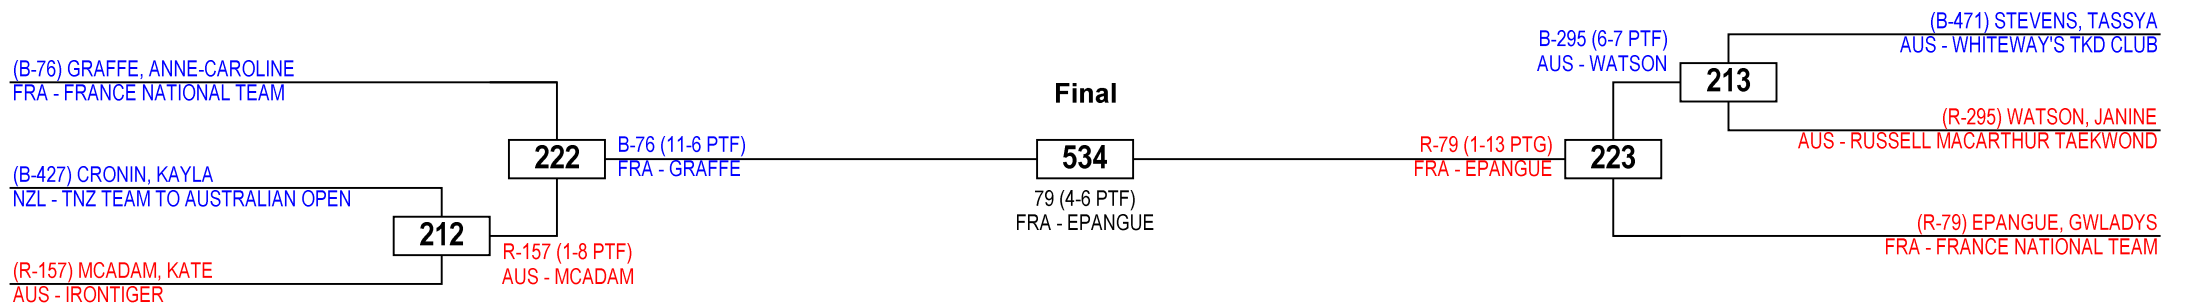 (B-76) GRAFFE, ANNE-CAROLINE
FRA - FRANCE NATIONAL TEAM
(B-427) CRONIN, KAYLA
NZL - TNZ TEAM TO AUSTRALIAN OPEN
(R-157) MCADAM, KATE
AUS - IRONTIGER
212
R-157 (1-8 PTF)
AUS - MCADAM
222
B-76 (11-6 PTF)
FRA - GRAFFE
Final
534
79 (4-6 PTF)
FRA - EPANGUE
R-79 (1-13 PTG)
FRA - EPANGUE
223
B-295 (6-7 PTF)
AUS - WATSON
213
(B-471) STEVENS, TASSYA
AUS - WHITEWAY'S TKD CLUB
(R-295) WATSON, JANINE
AUS - RUSSELL MACARTHUR TAEKWOND
(R-79) EPANGUE, GWLADYS
FRA - FRANCE NATIONAL TEAM